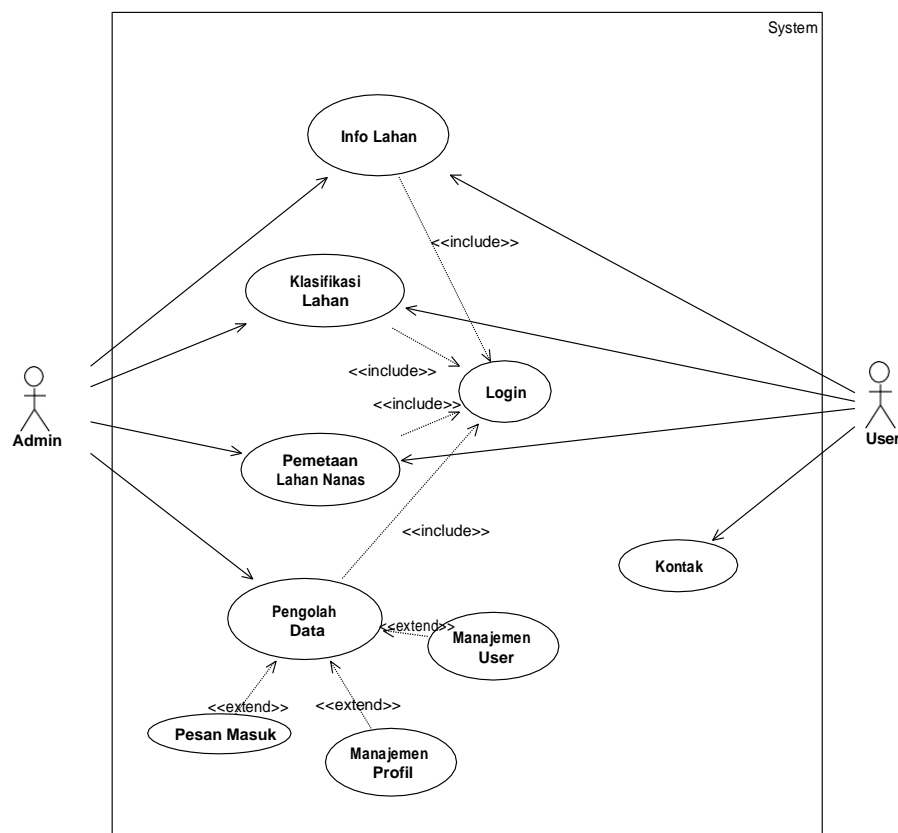 System
Info Lahan
<<include>>
Klasifikasi
Lahan
<<include>>
Login
<<include>>
Admin
User
Pemetaan
Lahan Nanas
<<include>>
Kontak
Pengolah
Data
<<extend>>
Manajemen
User
<<extend>>
<<extend>>
Pesan Masuk
Manajemen
Profil